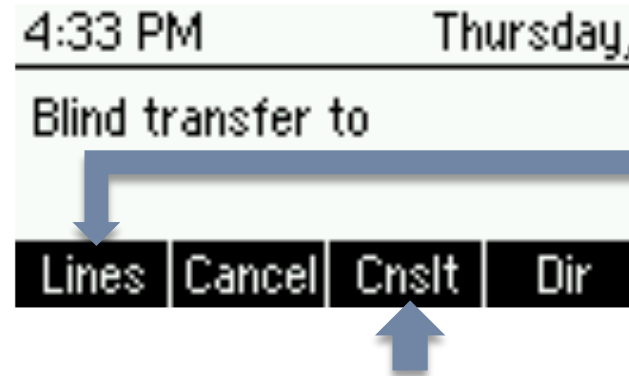 4:33 PM Thursday,
Blind transfer to
Lines Cancel Cnslt Dir